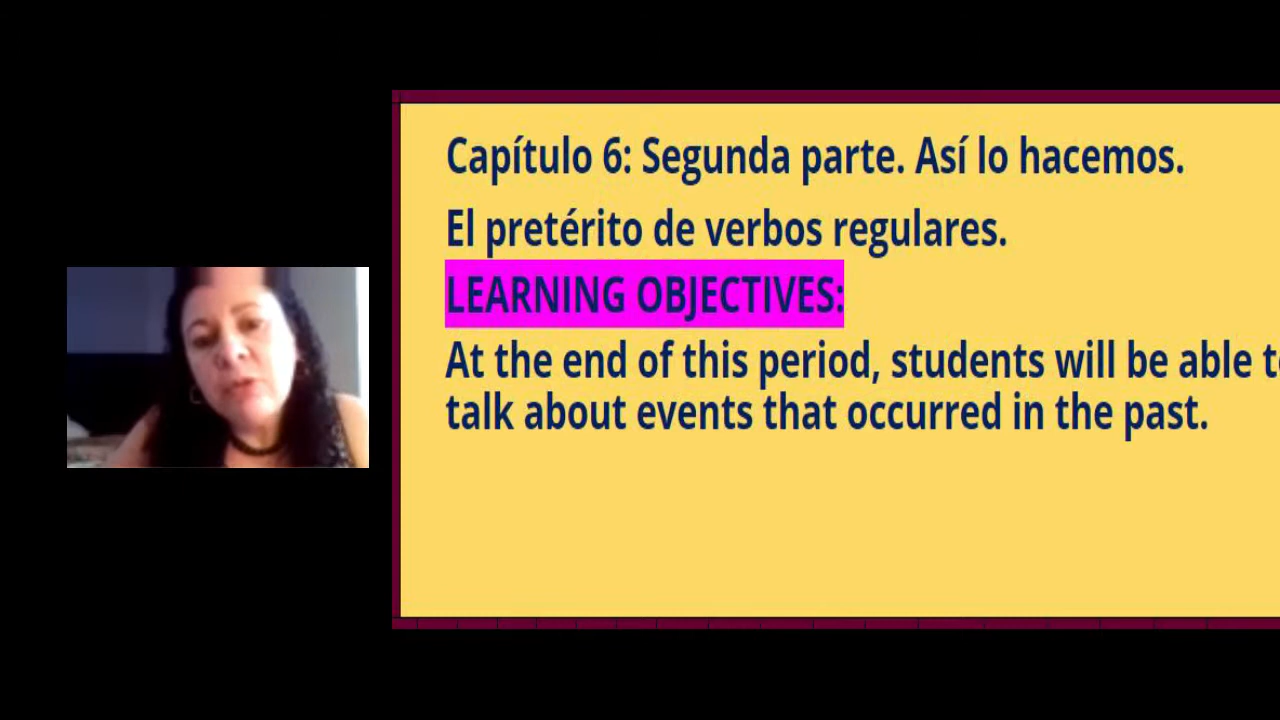 Capítulo 6: Segunda parte. Así lo hacemos.
El pretérito de verbos regulares.
LEARNING OBJECTIVES:
At the end of this period, students will be able
talk about events that occurred in the past.